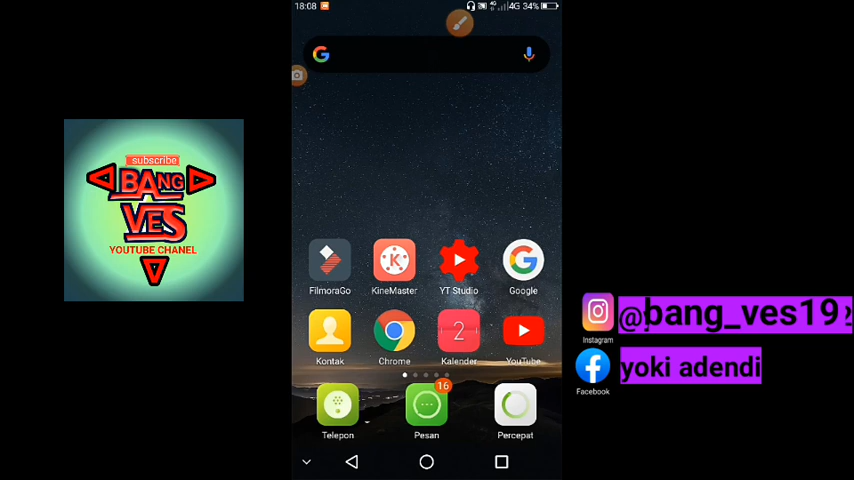 18:08
4G 4G 34%
subscribe
BANG
VES
YOUTUBE CHANEL
FilmoraGo
KineMaster
YT Studio
Google
Kontak
Chrome
2
Kalender
YouTube
16
Telepon
Pesan
Percepat
@bang_ves19
Instagram
yoki adendi
Facebook